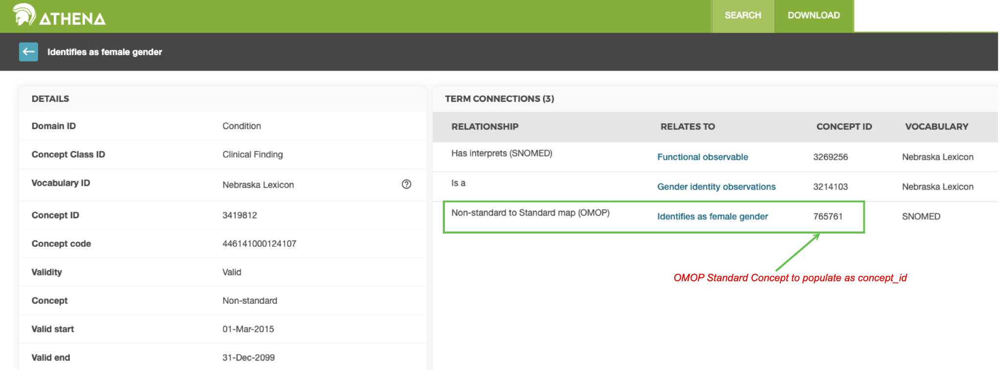 ATHENA
SEARCH
DOWNLOAD
Identifies as female gender
DETAILS
Domain ID Condition
Concept Class ID Clinical Finding
Vocabulary ID Nebraska Lexicon ?
Concept ID 3419812
Concept code 446141000124107
Validity Valid
Concept Non-standard
Valid start 01-Mar-2015
Valid end 31-Dec-2099
TERM CONNECTIONS (3)
RELATIONSHIP RELATES TO CONCEPT ID VOCABULARY
Has interprets (SNOMED) Functional observable 3269256 Nebraska Lexicon
Is a Gender identity observations 3214103 Nebraska Lexicon
Non-standard to Standard map (OMOP) Identifies as female gender 765761 SNOMED
OMOP Standard Concept to populate as concept_id